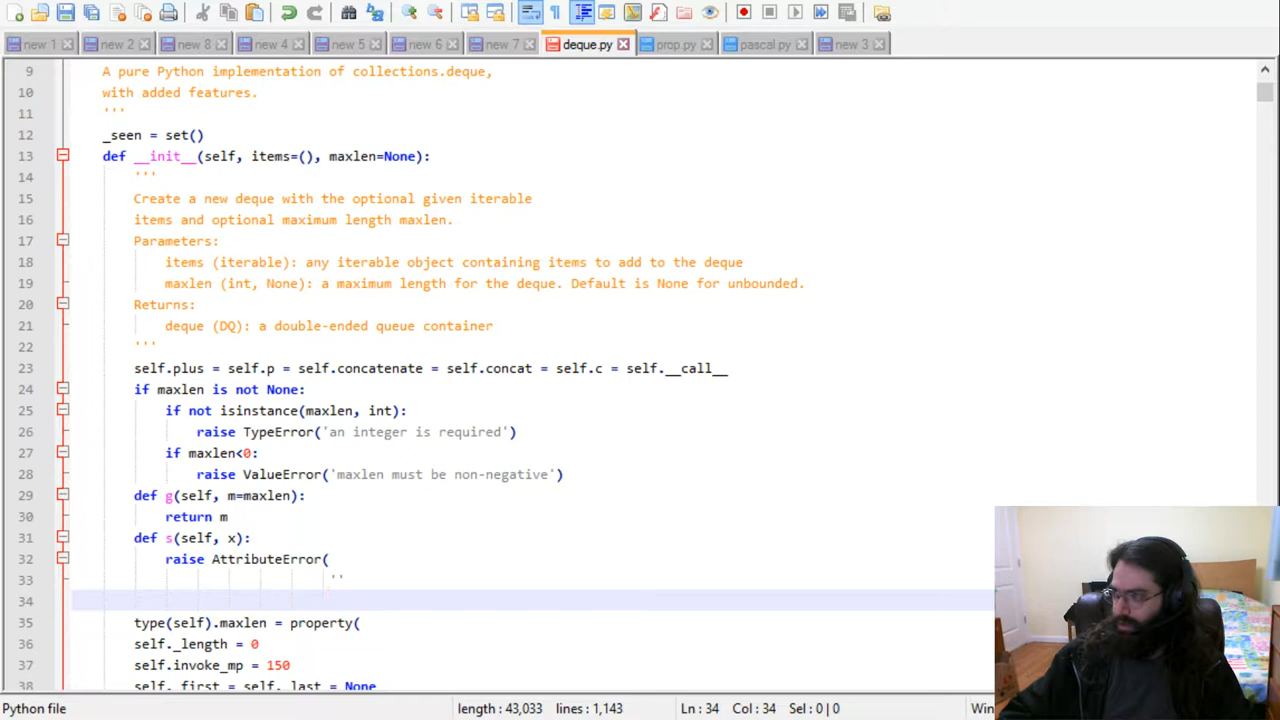 new 1 new 2 new 8 new 4 new 5 new 6 new 7 deque.py prop.py pascal.py new 3
9 A pure Python implementation of collections.deque,
10 with added features.
11 '''
12 _seen = set()
13 def __init__(self, items=(), maxlen=None):
14 '''
15 Create a new deque with the optional given iterable
16 items and optional maximum length maxlen.
17 Parameters:
18 items (iterable): any iterable object containing items to add to the deque
19 maxlen (int, None): a maximum length for the deque. Default is None for unbounded.
20 Returns:
21 deque (DQ): a double-ended queue container
22 '''
23 self.plus = self.p = self.concatenate = self.concat = self.c = self.__call__
24 if maxlen is not None:
25 if not isinstance(maxlen, int):
26 raise TypeError('an integer is required')
27 if maxlen<0:
28 raise ValueError('maxlen must be non-negative')
29 def g(self, m=maxlen):
30 return m
31 def s(self, x):
32 raise AttributeError(
33 ''
34
35 type(self).maxlen = property(
36 self._length = 0
37 self.invoke_mp = 150
38 self._first = self._last = None
Python file length : 43,033 lines : 1,143 Ln : 34 Col : 34 Sel : 0 | 0 Win